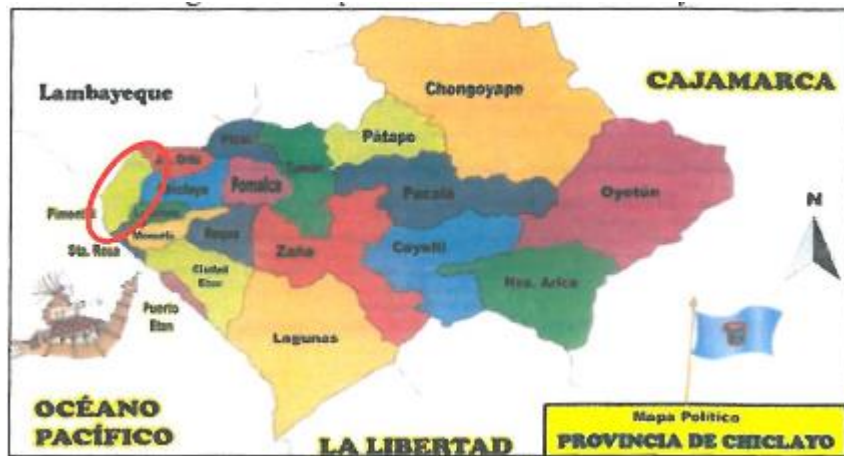 Lambayeque
CAJAMARCA
Chongoyape
Pátapo
Pomalca
Pucalá
Oyotún
Pimentel
Sta. Rosa
Monsefú
Reque
Zaña
Cayaltí
Nva. Arica
Ciudad
Eten
Puerto
Eten
Lagunas
N
OCÉANO
PACÍFICO
LA LIBERTAD
Mapa Político
PROVINCIA DE CHICLAYO